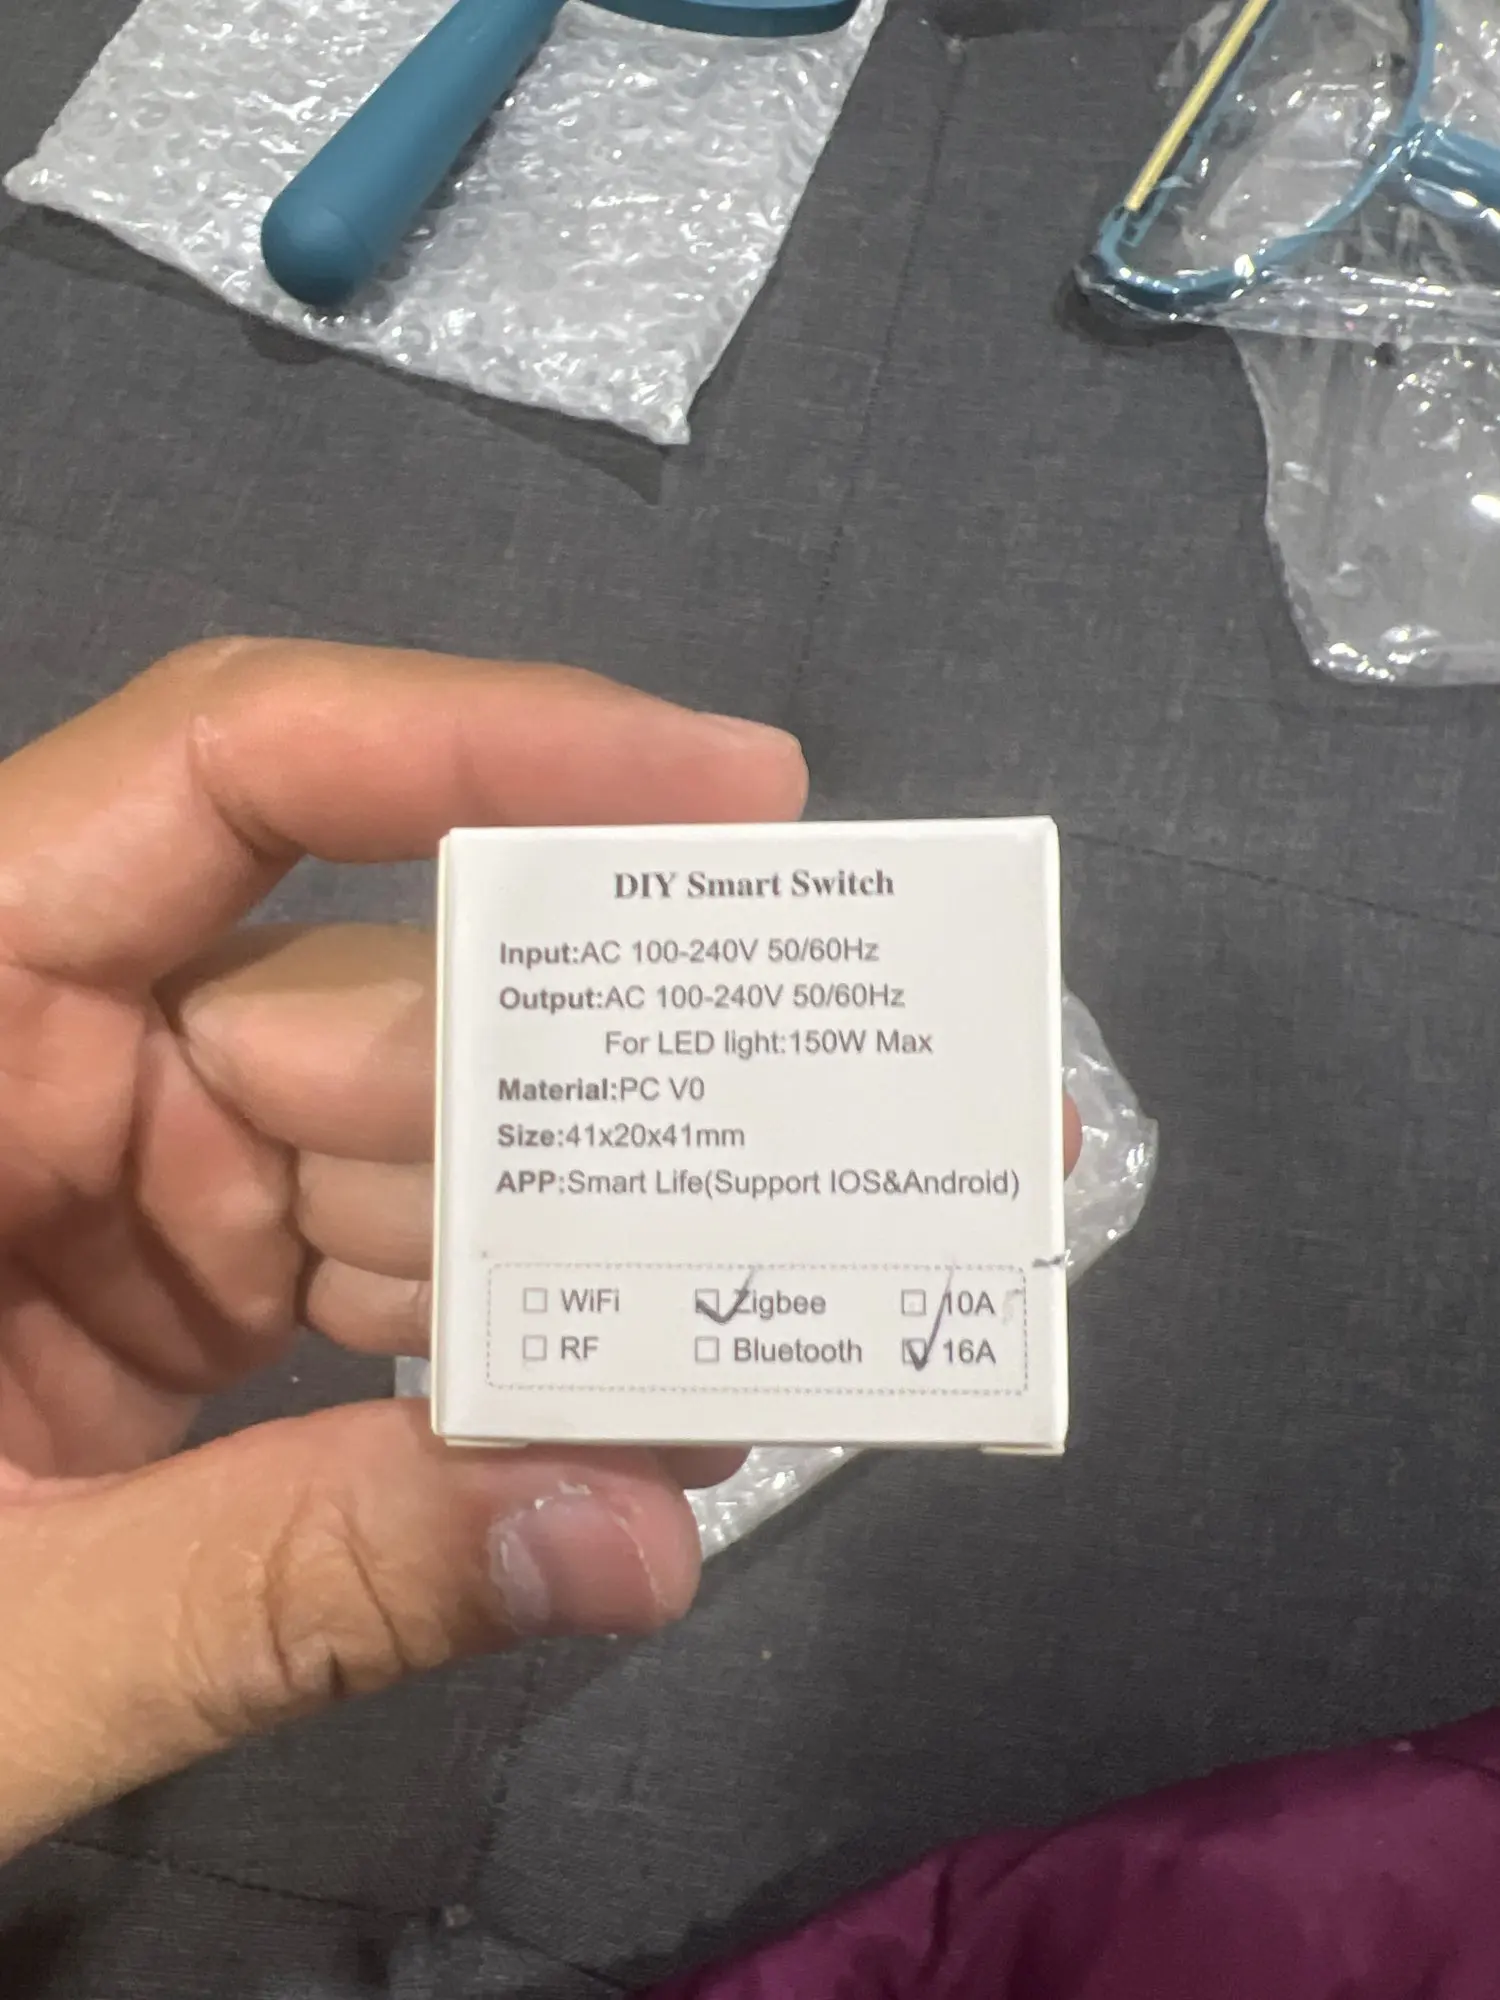 DIY Smart Switch
Input:AC 100-240V 50/60Hz
Output:AC 100-240V 50/60Hz
For LED light:150W Max
Material:PC V0
Size:41x20x41mm
APP:Smart Life(Support IOS&Android)
☐ WiFi ☑ Zigbee ☐ 10A
☐ RF ☐ Bluetooth ☑ 16A